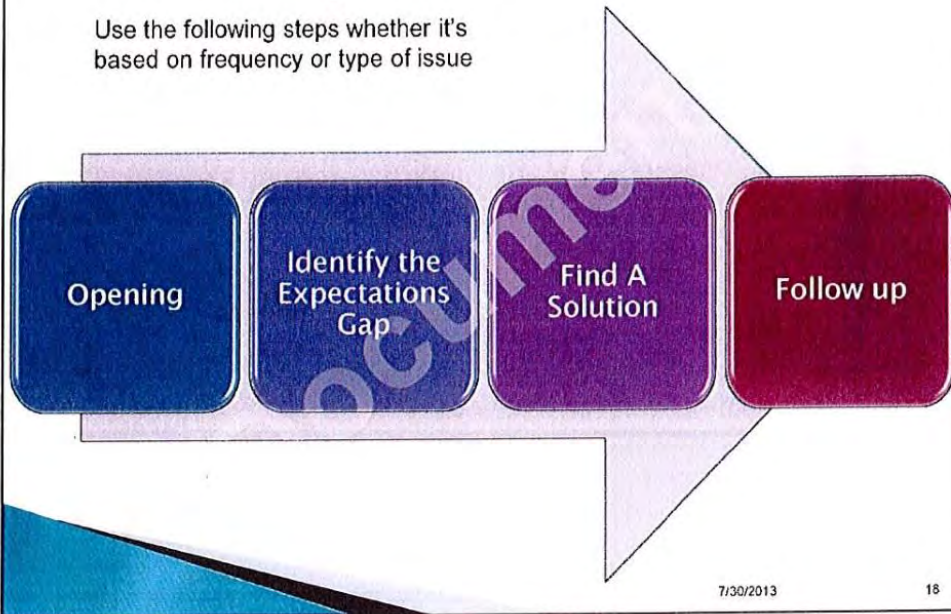 Use the following steps whether it's
based on frequency or type of issue
Opening
Identify the
Expectations
Gap
Find A
Solution
Follow up
7/30/2013
18